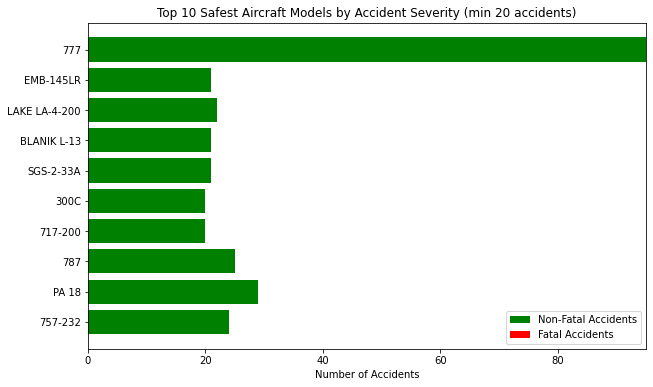 Top 10 Safest Aircraft Models by Accident Severity (min 20 accidents)
777
EMB-145LR
LAKE LA-4-200
BLANIK L-13
SGS-2-33A
300C
717-200
787
PA 18
757-232
Non-Fatal Accidents
Fatal Accidents
0 20 40 60 80
Number of Accidents